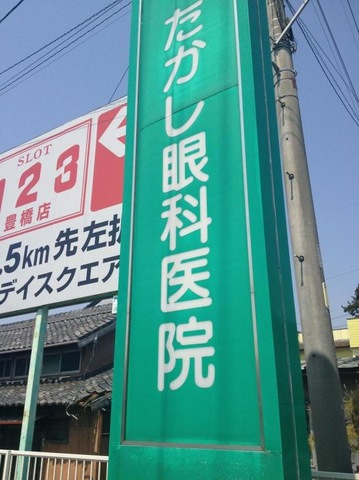 たかし眼科医院
SLOT
123
豊橋店
.5km先左折
デイスクエア